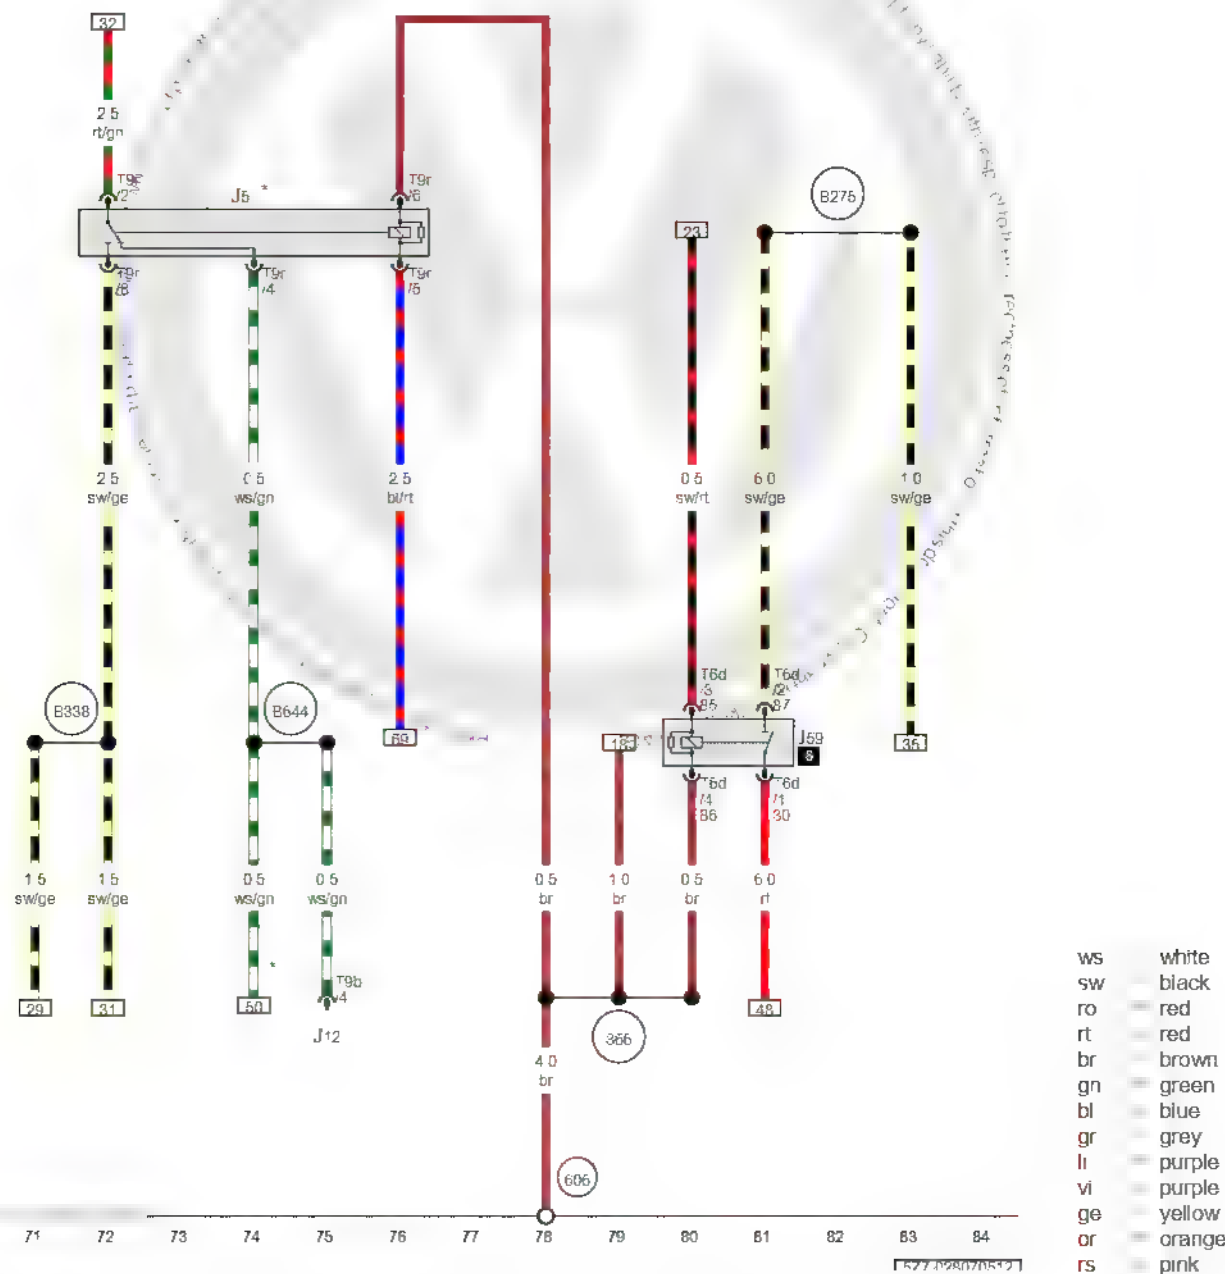 32
2.5
rt/gn
T9r
/2
J5
*
T9r
/6
B275
23
T9r
/8
T9r
/4
T9r
/5
2.5
sw/ge
0.5
ws/gn
2.5
bl/rt
0.5
sw/rt
6.0
sw/ge
1.0
sw/ge
T6d
/3
85
T6d
/2
87
B338
B644
69
*
18
J59
8
35
T6d
/4
86
T6d
/1
30
1.5
sw/ge
1.5
sw/ge
0.5
ws/gn
0.5
ws/gn
0.5
br
1.0
br
0.5
br
6.0
rt
*
T9b
/4
29
31
50
J12
48
366
4.0
br
606
71 72 73 74 75 76 77 78 79 80 81 82 83 84
S77-028070512
ws = white
sw = black
ro = red
rt = red
br = brown
gn = green
bl = blue
gr = grey
li = purple
vi = purple
ge = yellow
or = orange
rs = pink